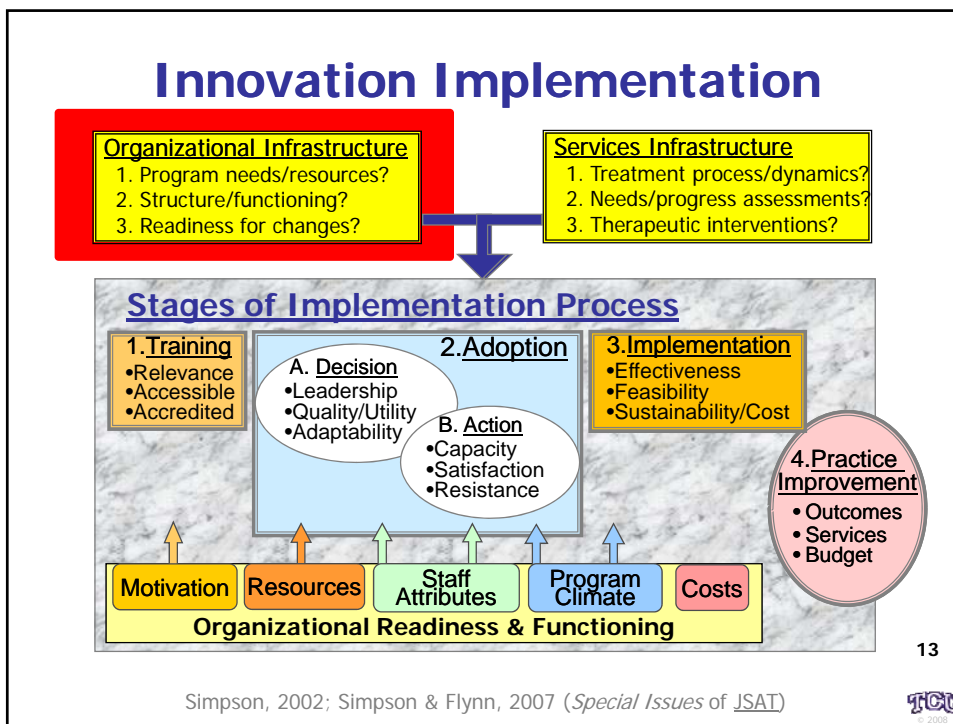 Innovation Implementation
Organizational Infrastructure
1. Program needs/resources?
2. Structure/functioning?
3. Readiness for changes?
Services Infrastructure
1. Treatment process/dynamics?
2. Needs/progress assessments?
3. Therapeutic interventions?
Stages of Implementation Process
1.Training
•Relevance
•Accessible
•Accredited
2.Adoption
A. Decision
•Leadership
•Quality/Utility
•Adaptability
B. Action
•Capacity
•Satisfaction
•Resistance
3.Implementation
•Effectiveness
•Feasibility
•Sustainability/Cost
4.Practice
Improvement
• Outcomes
• Services
• Budget
Motivation
Resources
Staff
Attributes
Program
Climate
Costs
Organizational Readiness & Functioning
13
Simpson, 2002; Simpson & Flynn, 2007 (Special Issues of JSAT)
TCU
© 2008